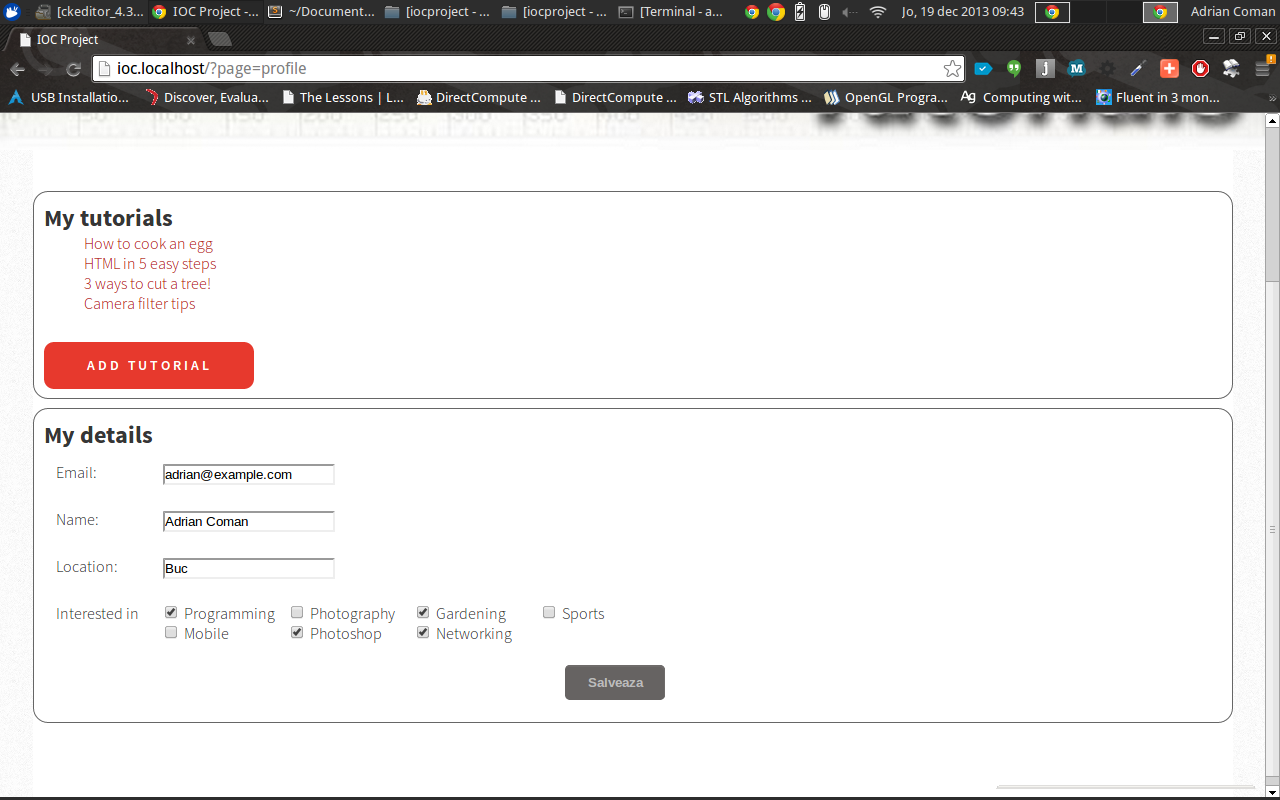 [ckeditor_4.3... IOC Project -... ~/Document... [iocproject - ... [iocproject - ... [Terminal - a... Jo, 19 dec 2013 09:43 Adrian Coman
IOC Project
ioc.localhost/?page=profile
USB Installatio... Discover, Evalua... The Lessons | L... DirectCompute ... DirectCompute ... STL Algorithms ... OpenGL Progra... Computing wit... Fluent in 3 mon... »
My tutorials
How to cook an egg
HTML in 5 easy steps
3 ways to cut a tree!
Camera filter tips
ADD TUTORIAL
My details
Email: adrian@example.com
Name: Adrian Coman
Location: Buc
Interested in Programming Photography Gardening Sports
Mobile Photoshop Networking
Salveaza